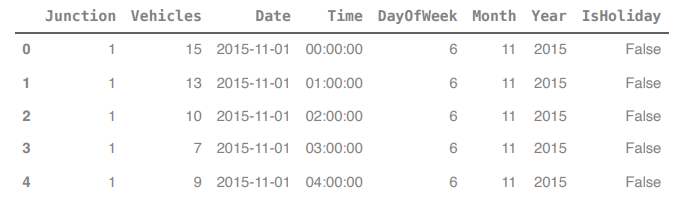 Junction Vehicles Date Time DayOfWeek Month Year IsHoliday
0 1 15 2015-11-01 00:00:00 6 11 2015 False
1 1 13 2015-11-01 01:00:00 6 11 2015 False
2 1 10 2015-11-01 02:00:00 6 11 2015 False
3 1 7 2015-11-01 03:00:00 6 11 2015 False
4 1 9 2015-11-01 04:00:00 6 11 2015 False